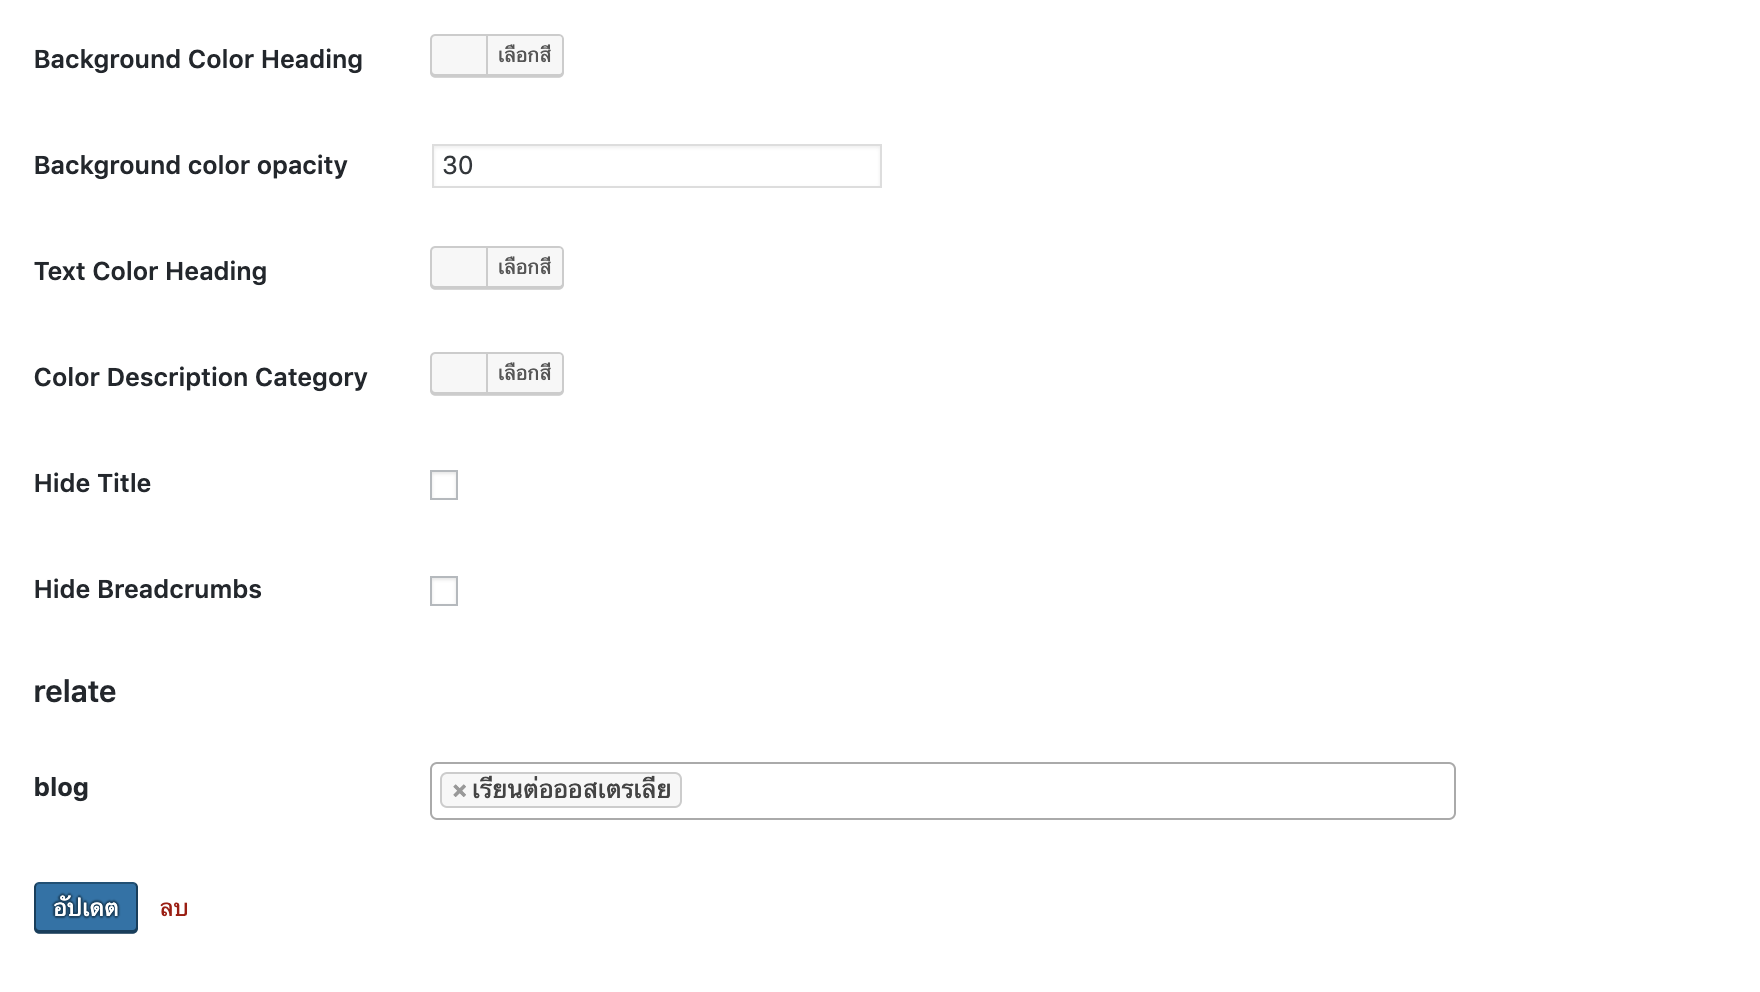 Background Color Heading เลือกสี
Background color opacity 30
Text Color Heading เลือกสี
Color Description Category เลือกสี
Hide Title
Hide Breadcrumbs
relate
blog × เรียนต่อออสเตรเลีย
อัปเดต ลบ